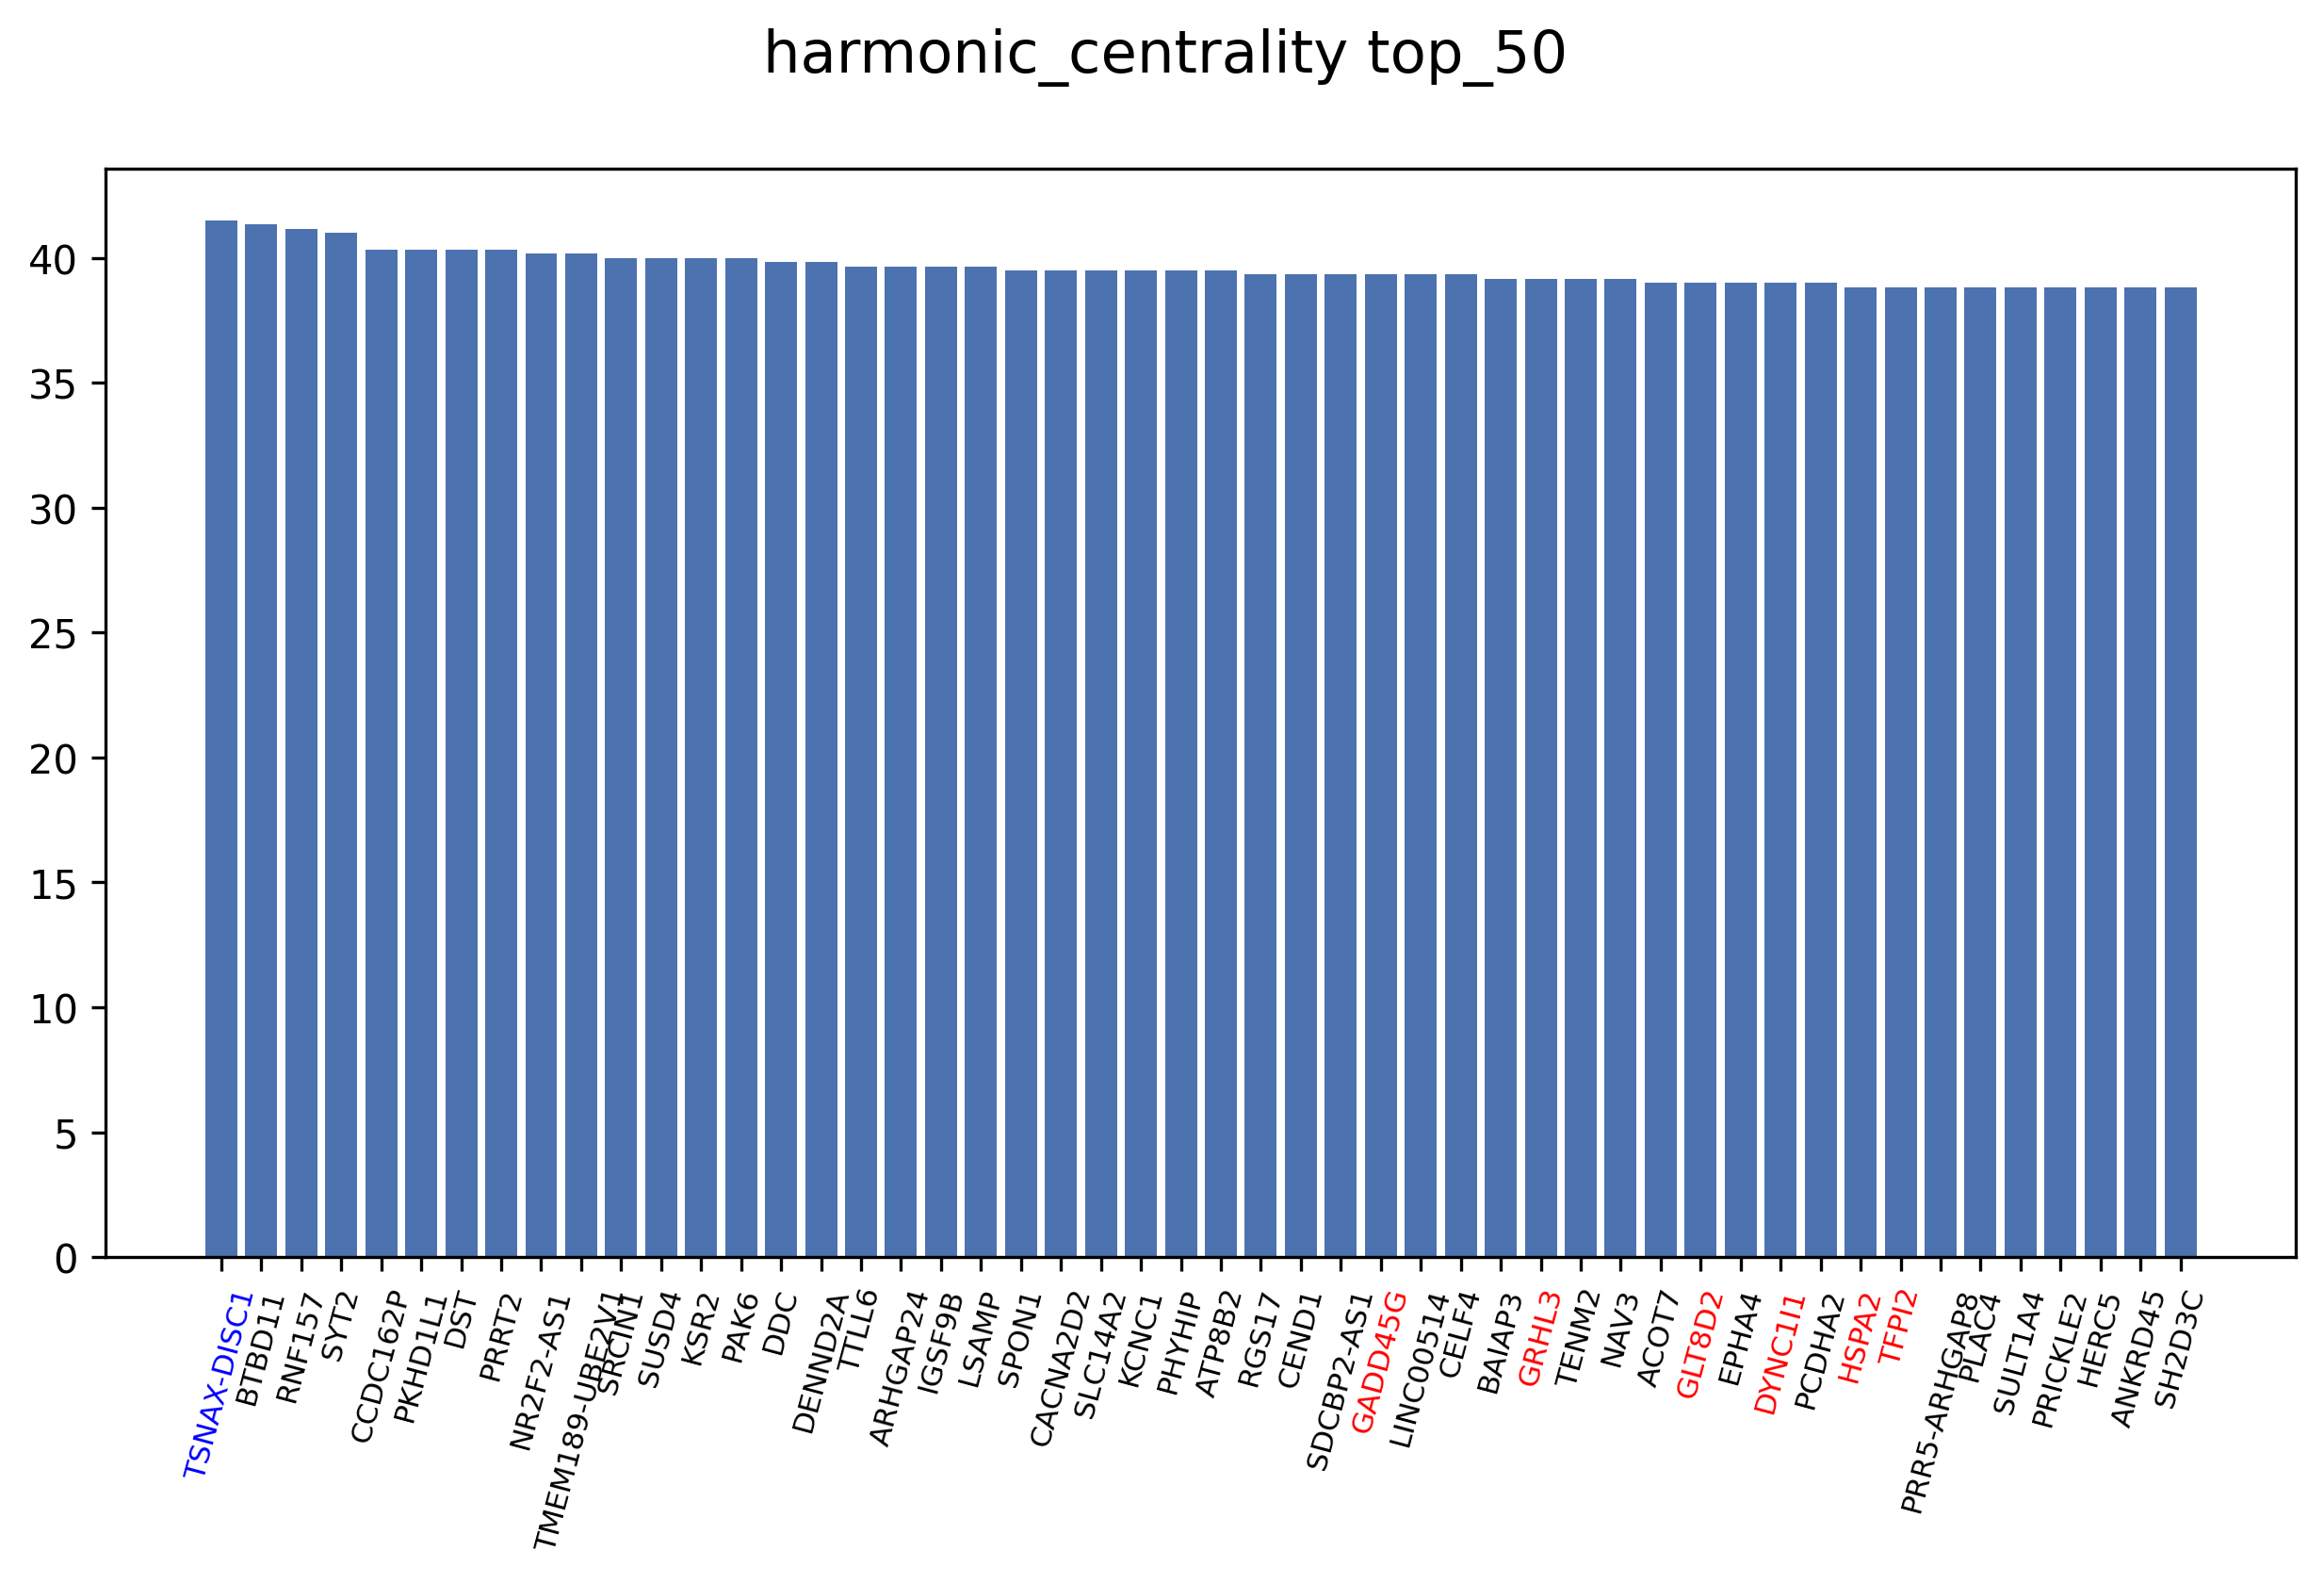 harmonic_centrality top_50
40
35
30
25
20
15
10
5
0
TSNAX-DISC1
BTBD11
RNF157
SYT2
CCDC162P
PKHD1L1
DST
PRRT2
NR2F2-AS1
TMEM189-UBE2V1
SRCIN1
SUSD4
KSR2
PAK6
DDC
DENND2A
TTLL6
ARHGAP24
IGSF9B
LSAMP
SPON1
CACNA2D2
SLC14A2
KCNC1
PHYHIP
ATP8B2
RGS17
CEND1
SDCBP2-AS1
GADD45G
LINC00514
CELF4
BAIAP3
GRHL3
TENM2
NAV3
ACOT7
GLT8D2
EPHA4
DYNC1I1
PCDHA2
HSPA2
TFPI2
PRR5-ARHGAP8
PLAC4
SULT1A4
PRICKLE2
HERC5
ANKRD45
SH2D3C